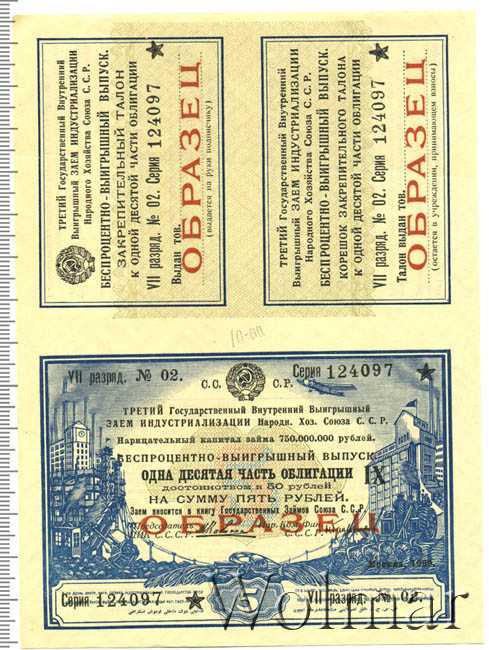 ТРЕТИЙ Государственный Внутренний
Выигрышный ЗАЕМ ИНДУСТРИАЛИЗАЦИИ
Народного Хозяйства Союза С. С. Р.
БЕСПРОЦЕНТНО-ВЫИГРЫШНЫЙ ВЫПУСК.
ЗАКРЕПИТЕЛЬНЫЙ ТАЛОН
К ОДНОЙ ДЕСЯТОЙ ЧАСТИ ОБЛИГАЦИИ
VII разряд. № 02. Серия 124097
Выдан тов.
ОБРАЗЕЦ
(выдается на руки подписчику)
ТРЕТИЙ Государственный Внутренний
Выигрышный ЗАЕМ ИНДУСТРИАЛИЗАЦИИ
Народного Хозяйства Союза С. С. Р.
БЕСПРОЦЕНТНО-ВЫИГРЫШНЫЙ ВЫПУСК.
КОРЕШОК ЗАКРЕПИТЕЛЬНОГО ТАЛОНА
К ОДНОЙ ДЕСЯТОЙ ЧАСТИ ОБЛИГАЦИИ
VII разряд. № 02. Серия 124097
Талон выдан тов.
ОБРАЗЕЦ
(остается в учреждении, принимающем взносы)
VII разряд. № 02. С С. С. Р. Серия 124097
ТРЕТИЙ Государственный Внутренний Выигрышный
ЗАЕМ ИНДУСТРИАЛИЗАЦИИ Народн. Хоз. Союза С. С. Р.
Нарицательный капитал займа 750.000.000 рублей.
БЕСПРОЦЕНТНО-ВЫИГРЫШНЫЙ ВЫПУСК
ОДНА ДЕСЯТАЯ ЧАСТЬ ОБЛИГАЦИИ IX
достоинством в 50 рублей
НА СУММУ ПЯТЬ РУБЛЕЙ.
Заем вносится в книгу Государственных Займов Союза С. С. Р.
ОБРАЗЕЦ
Москва, 1929.
5
Серия 12409 VII разряд. № 02.
Wolmar